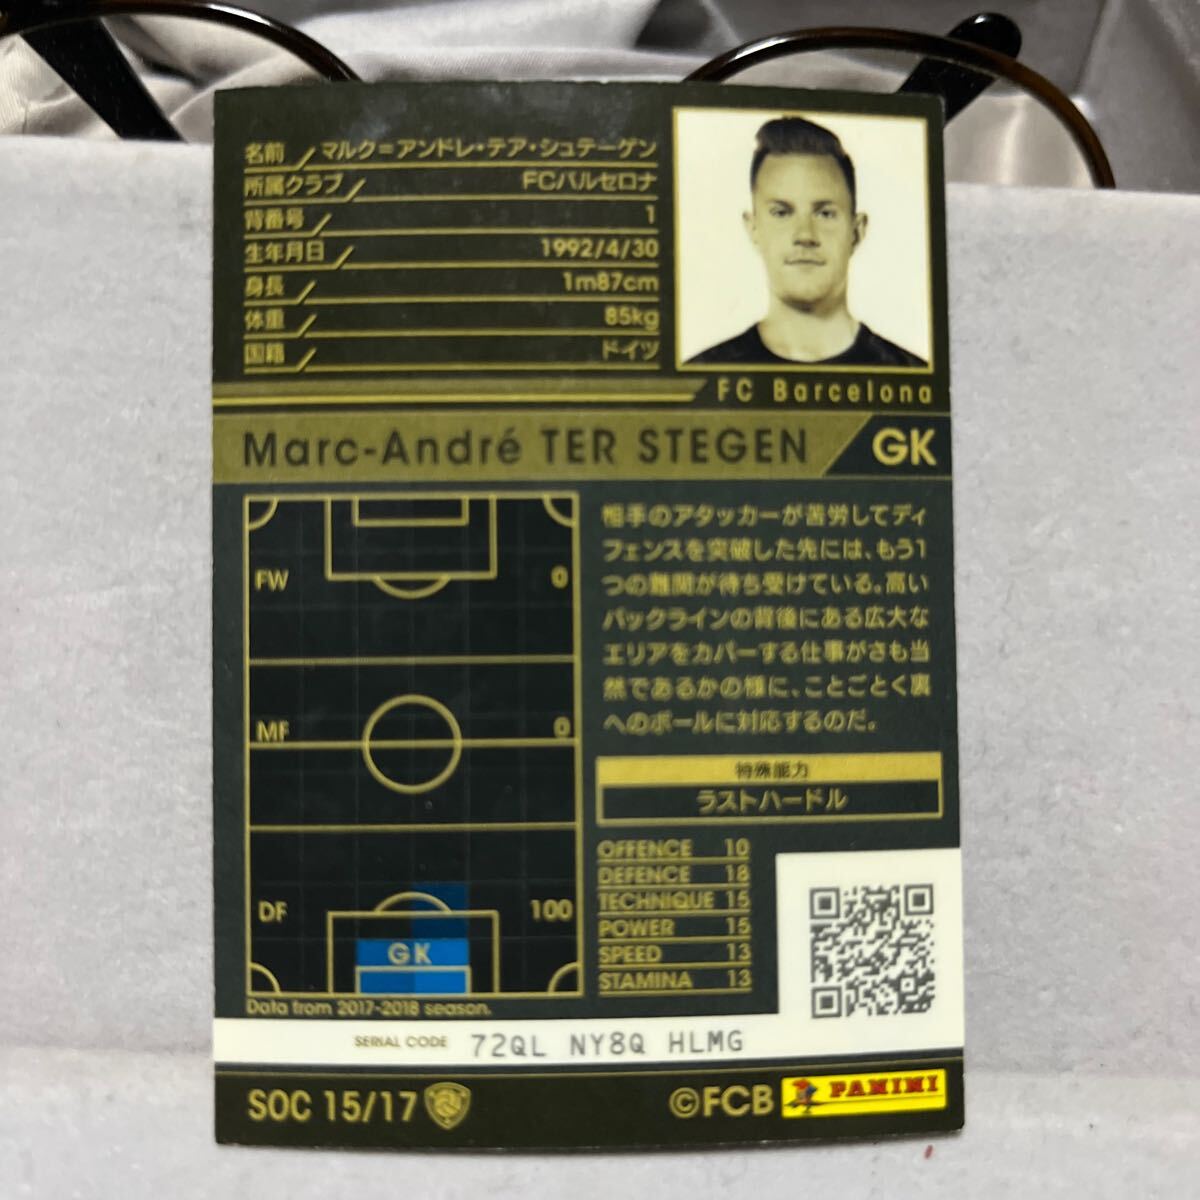 名前 マルク=アンドレ・テア・シュテーゲン
所属クラブ FCバルセロナ
背番号 1
生年月日 1992/4/30
身長 1m87cm
体重 85kg
国籍 ドイツ
FC Barcelona
Marc-André TER STEGEN GK
FW 0
MF 0
DF 100
GK
Data from 2017-2018 season.
相手のアタッカーが苦労してディ
フェンスを突破した先には、もう1
つの難関が待ち受けている。高い
バックラインの背後にある広大な
エリアをカバーする仕事がさも当
然であるかの様に、ことごとく裏
へのボールに対応するのだ。
特殊能力
ラストハードル
OFFENCE 10
DEFENCE 18
TECHNIQUE 15
POWER 15
SPEED 13
STAMINA 13
SERIAL CODE 72QL NY8Q HLMG
SOC 15/17
©FCB PANINI